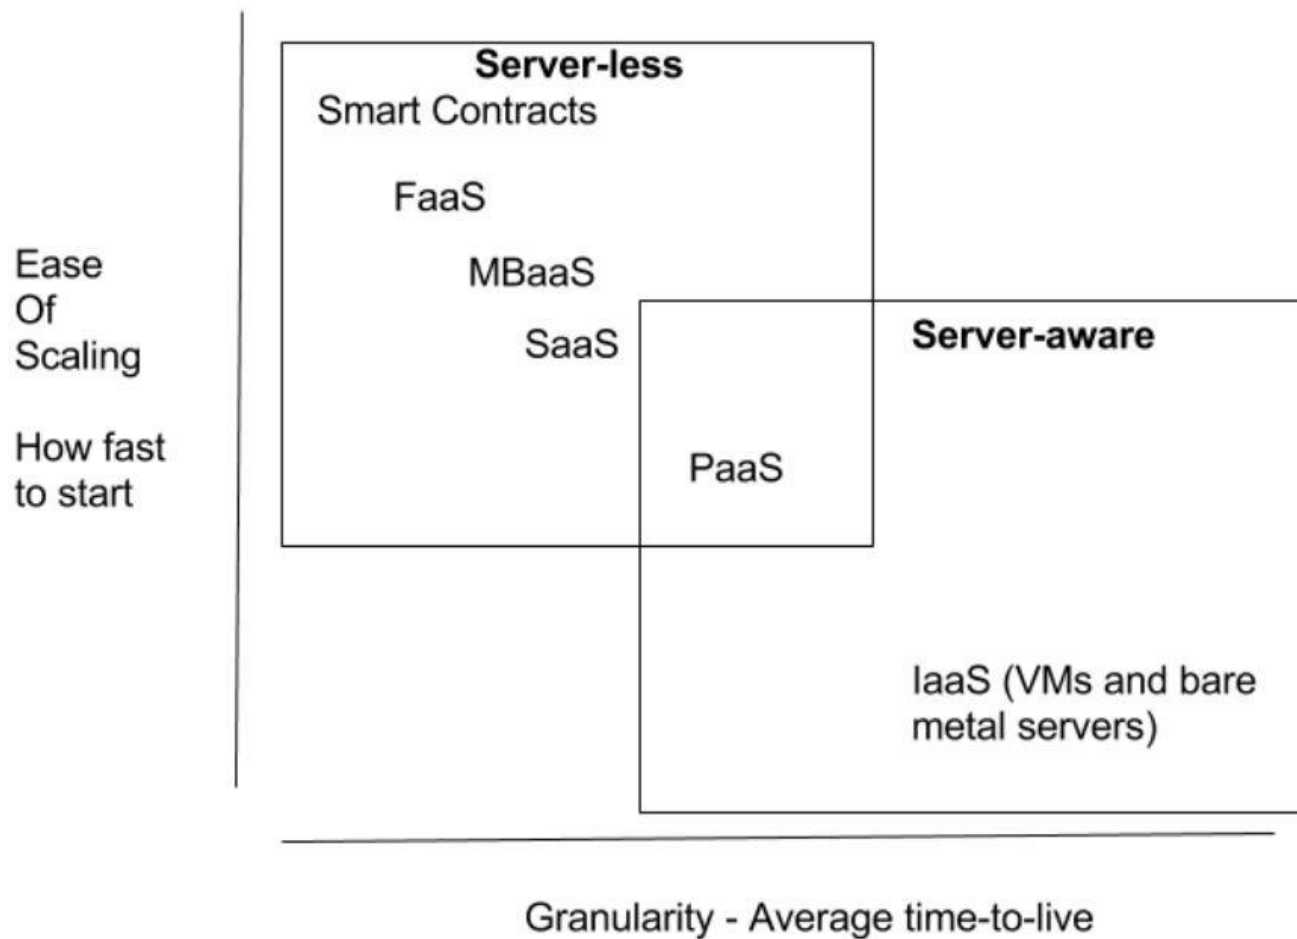 Server-less
Smart Contracts
FaaS
MBaaS
SaaS
Ease
Of
Scaling
How fast
to start
Server-aware
PaaS
IaaS (VMs and bare
metal servers)
Granularity - Average time-to-live